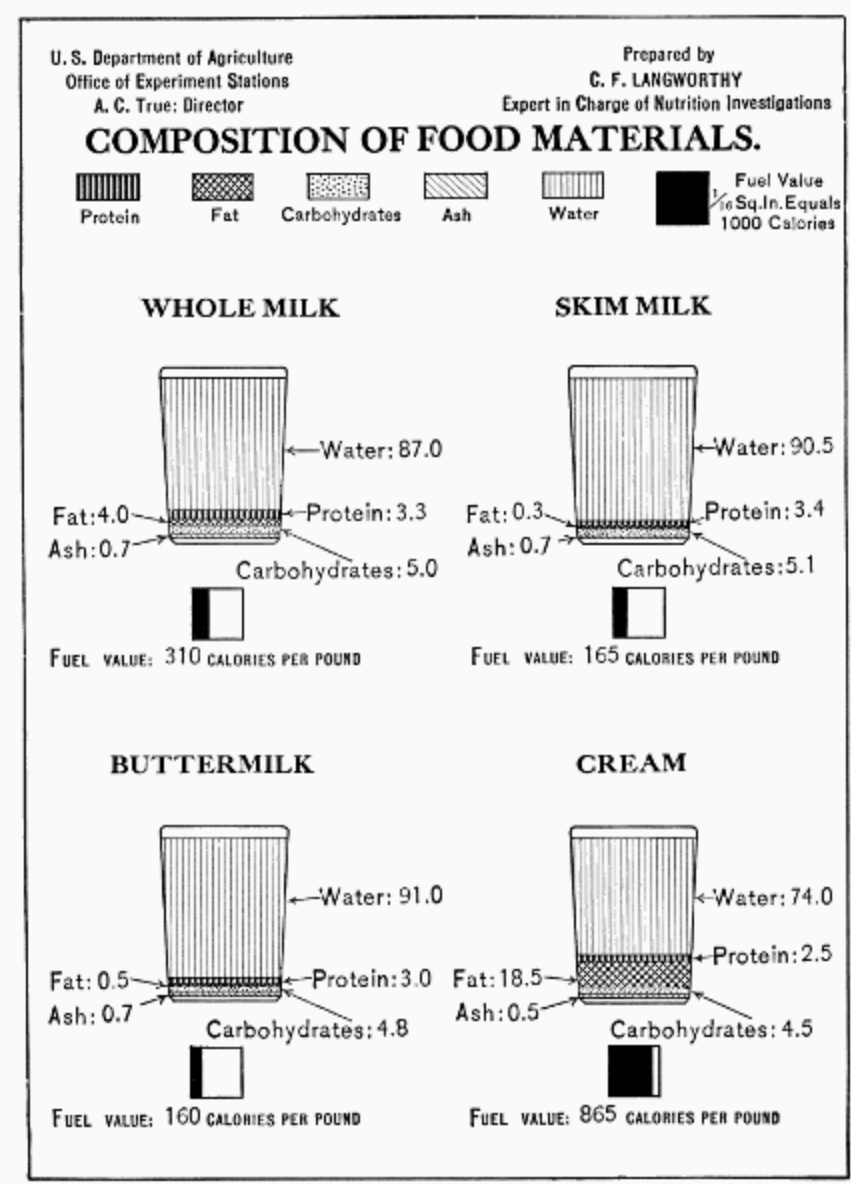 U. S. Department of Agriculture
Office of Experiment Stations
A. C. True: Director
Prepared by
C. F. LANGWORTHY
Expert in Charge of Nutrition Investigations
COMPOSITION OF FOOD MATERIALS.
Protein
Fat
Carbohydrates
Ash
Water
Fuel Value
1/16 Sq.In.Equals
1000 Calories
WHOLE MILK
Water: 87.0
Fat: 4.0
Protein: 3.3
Ash: 0.7
Carbohydrates: 5.0
FUEL VALUE: 310 CALORIES PER POUND
SKIM MILK
Water: 90.5
Fat: 0.3
Protein: 3.4
Ash: 0.7
Carbohydrates: 5.1
FUEL VALUE: 165 CALORIES PER POUND
BUTTERMILK
Water: 91.0
Fat: 0.5
Protein: 3.0
Ash: 0.7
Carbohydrates: 4.8
FUEL VALUE: 160 CALORIES PER POUND
CREAM
Water: 74.0
Protein: 2.5
Fat: 18.5
Ash: 0.5
Carbohydrates: 4.5
FUEL VALUE: 865 CALORIES PER POUND